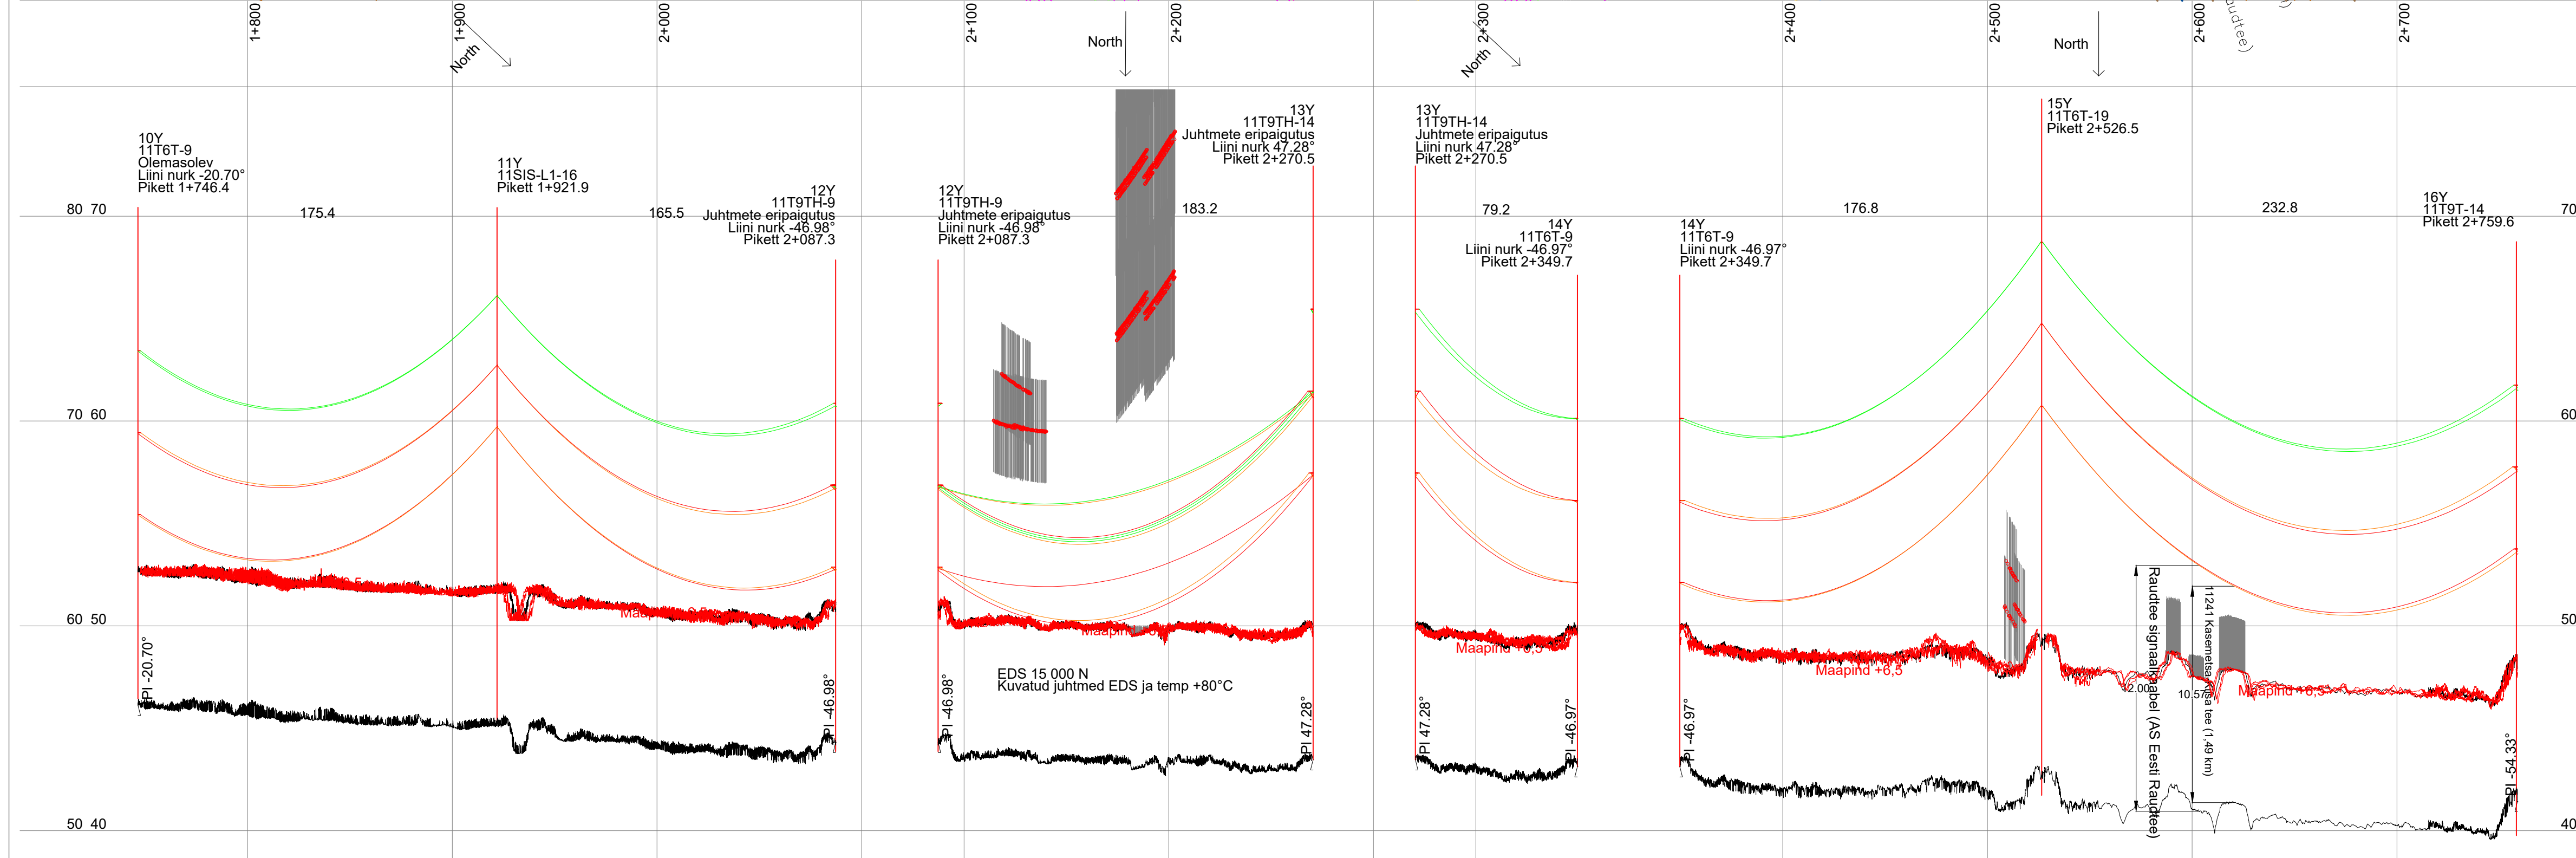 1+800
1+900
2+000
2+100
2+200
2+300
2+400
2+500
2+600
2+700
North
North
North
North
raudtee)
10Y
11T6T-9
Olemasolev
Liini nurk -20.70°
Pikett 1+746.4
11Y
11SIS-L1-16
Pikett 1+921.9
12Y
11T9TH-9
Juhtmete eripaigutus
Liini nurk -46.98°
Pikett 2+087.3
12Y
11T9TH-9
Juhtmete eripaigutus
Liini nurk -46.98°
Pikett 2+087.3
13Y
11T9TH-14
Juhtmete eripaigutus
Liini nurk 47.28°
Pikett 2+270.5
13Y
11T9TH-14
Juhtmete eripaigutus
Liini nurk 47.28°
Pikett 2+270.5
14Y
11T6T-9
Liini nurk -46.97°
Pikett 2+349.7
14Y
11T6T-9
Liini nurk -46.97°
Pikett 2+349.7
15Y
11T6T-19
Pikett 2+526.5
16Y
11T9T-14
Pikett 2+759.6
80 70
175.4
165.5
183.2
79.2
176.8
232.8
70
70 60
60
60 50
50
50 40
40
Maapind +6,5
Maapind +6,5
Maapind +6,5
EDS 15 000 N
Kuvatud juhtmed EDS ja temp +80°C
PI -20.70°
PI -46.98°
PI -46.98°
PI 47.28°
PI 47.28°
PI -46.97°
PI -46.97°
PI -54.33°
Raudtee signaalkaabel (AS Eesti Raudtee)
12.00
11241 Kasemetsa-Kiisa tee (1,49 km)
10.57